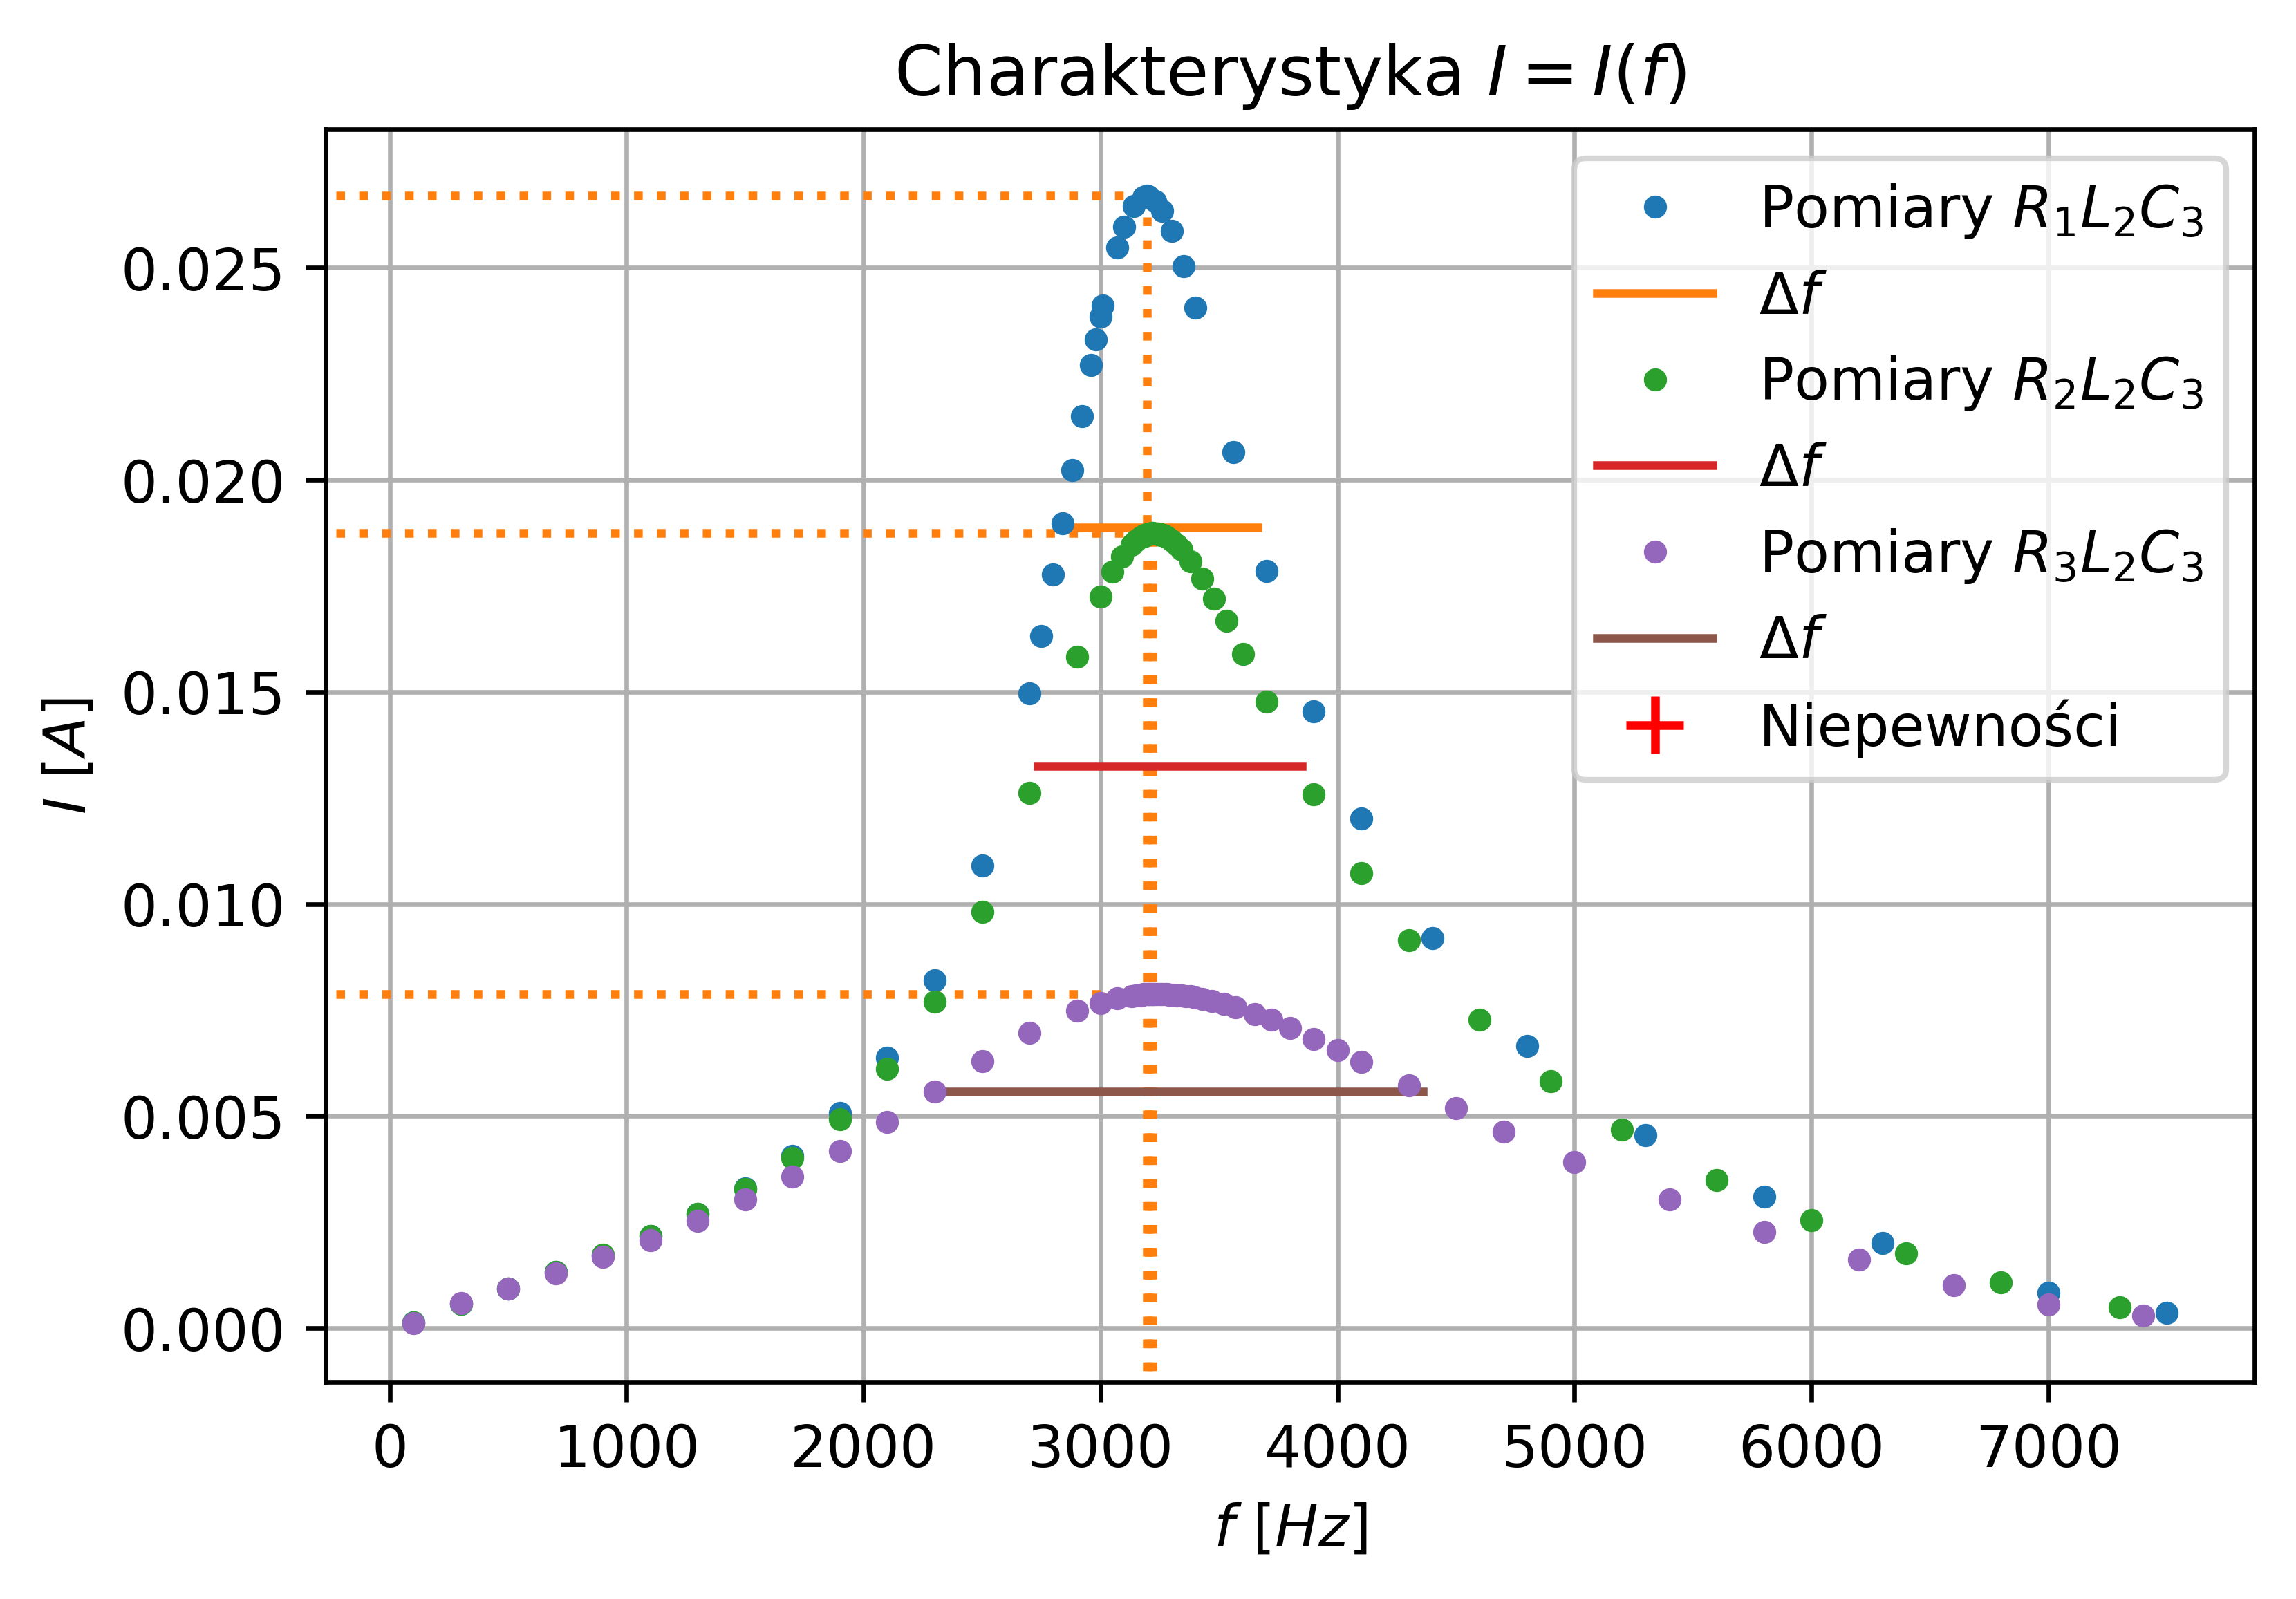 Charakterystyka I = I(f)
Pomiary R₁L₂C₃
Δf
Pomiary R₂L₂C₃
Δf
Pomiary R₃L₂C₃
Δf
Niepewności
I [A]
0.025
0.020
0.015
0.010
0.005
0.000
0 1000 2000 3000 4000 5000 6000 7000
f [Hz]